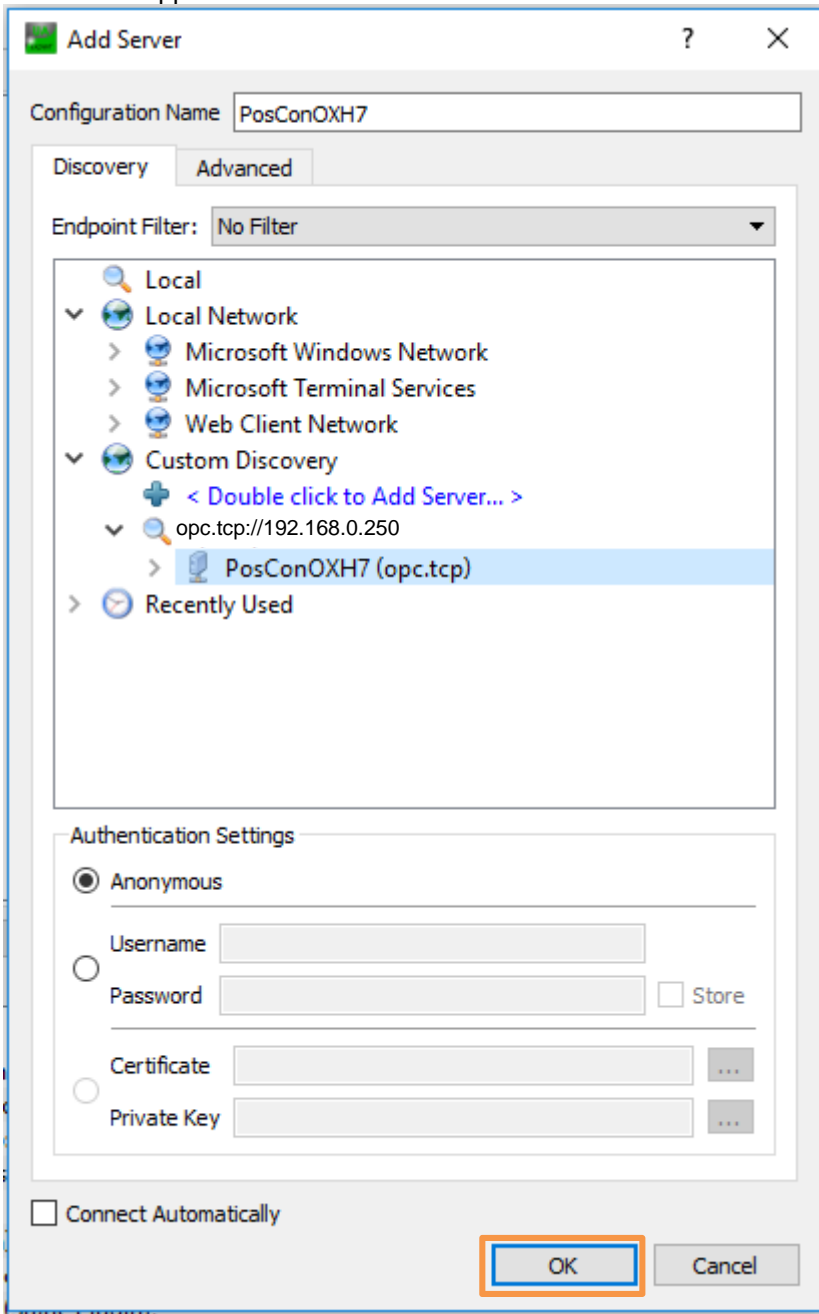 Add Server
?
Configuration Name PosConOXH7
Discovery Advanced
Endpoint Filter: No Filter
Local
Local Network
Microsoft Windows Network
Microsoft Terminal Services
Web Client Network
Custom Discovery
< Double click to Add Server... >
opc.tcp://192.168.0.250
PosConOXH7 (opc.tcp)
Recently Used
Authentication Settings
Anonymous
Username
Password Store
Certificate ...
Private Key ...
Connect Automatically
OK Cancel